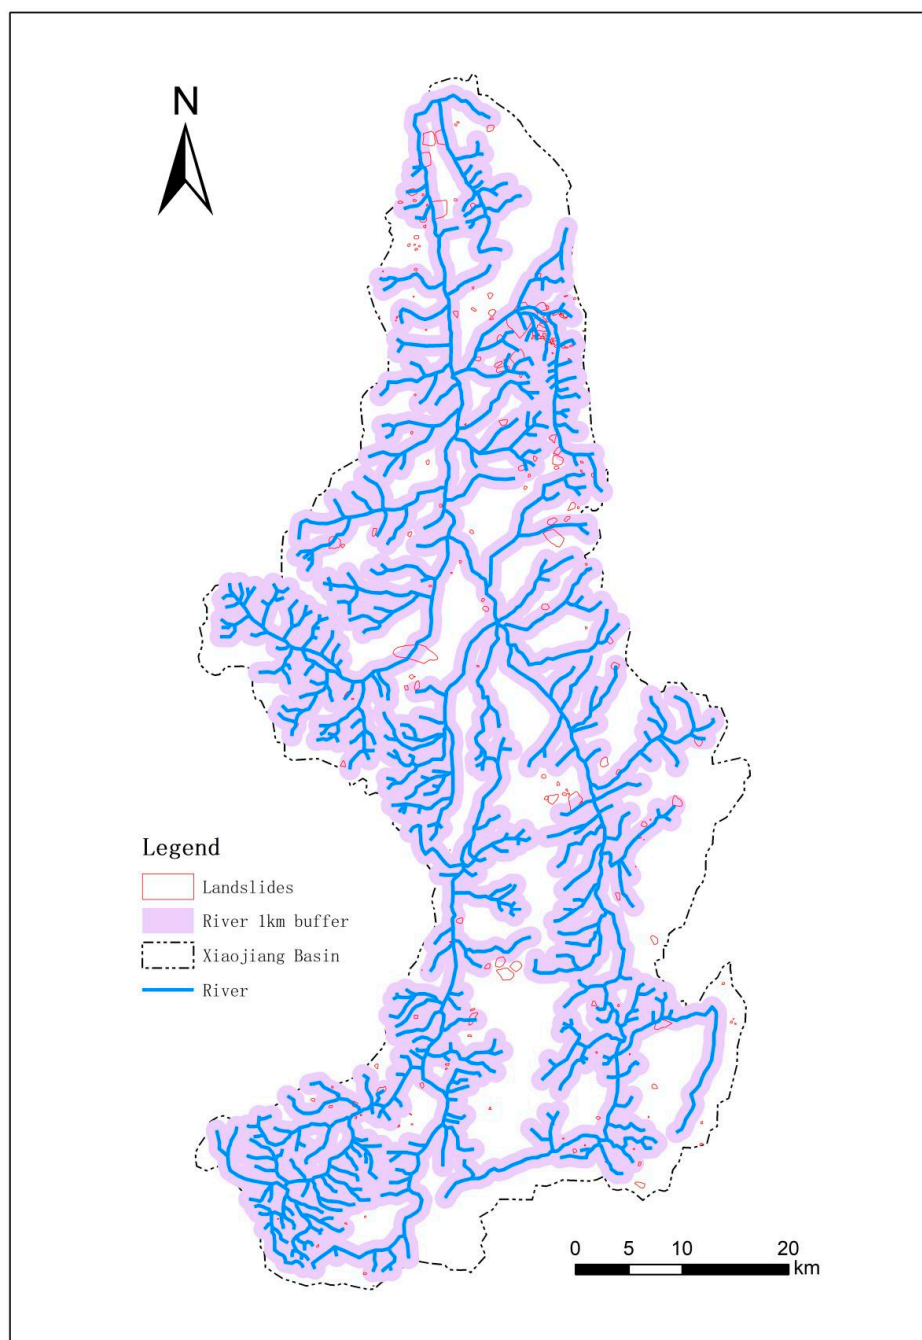 N
Legend
Landslides
River 1km buffer
Xiaojiang Basin
River
0 5 10 20
km